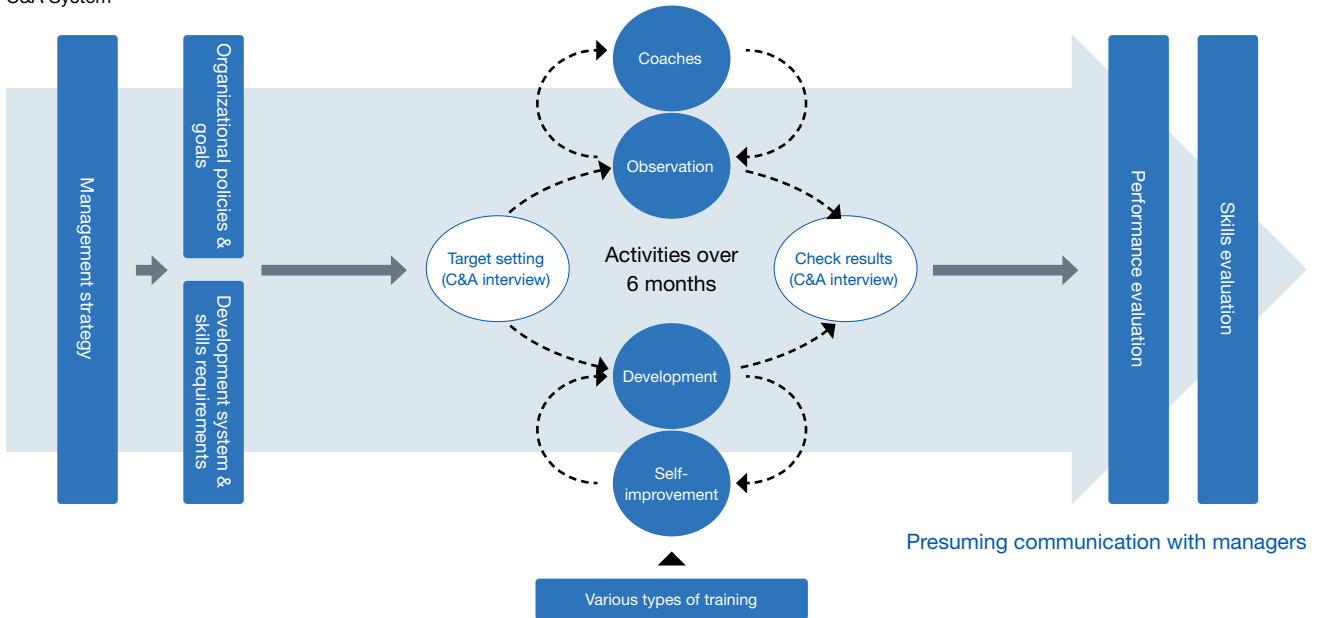 C&A System
Management strategy
Organizational policies &
goals
Development system &
skills requirements
Target setting
(C&A interview)
Coaches
Observation
Activities over
6 months
Development
Self-
improvement
Various types of training
Check results
(C&A interview)
Performance evaluation
Skills evaluation
Presuming communication with managers